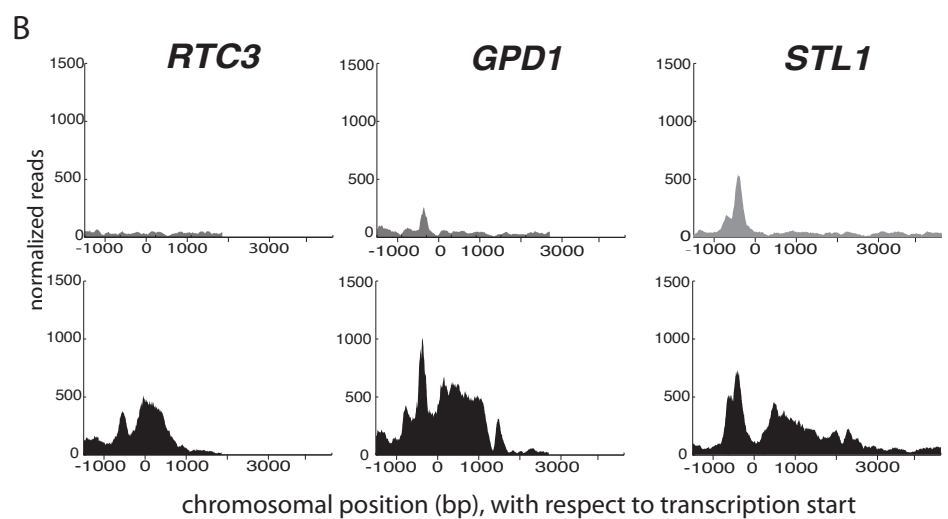 B
RTC3 GPD1 STL1
1500 1500 1500
1000 1000 1000
500 500 500
0 0 0
-1000 0 1000 3000 -1000 0 1000 3000 -1000 0 1000 3000
normalized reads
1500 1500 1500
1000 1000 1000
500 500 500
0 0 0
-1000 0 1000 3000 -1000 0 1000 3000 -1000 0 1000 3000
chromosomal position (bp), with respect to transcription start